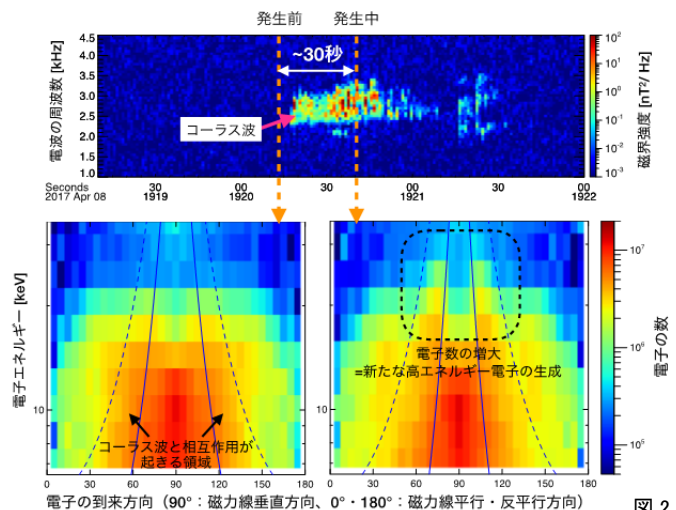 発生前 発生中
4.5
4.0
3.5
3.0
2.5
2.0
1.5
1.0
電波の周波数 [kHz]
~30秒
コーラス波
10²
10¹
10⁰
10⁻¹
10⁻²
10⁻³
磁界強度 [nT²/ Hz]
Seconds 30 00 30 00 30 00
2017 Apr 08 1919 1920 1921 1922
電子エネルギー [keV]
10
コーラス波と相互作用が
起きる領域
0 30 60 90 120 150 180
電子数の増大
=新たな高エネルギー電子の生成
0 30 60 90 120 150 180
10⁷
10⁶
10⁵
電子の数
電子の到来方向（90°：磁力線垂直方向、0°・180°：磁力線平行・反平行方向）
図 2